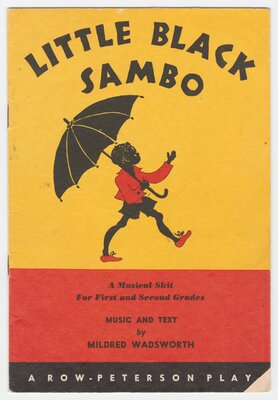 LITTLE BLACK
SAMBO
A Musical Skit
For First and Second Grades
MUSIC AND TEXT
by
MILDRED WADSWORTH
A ROW-PETERSON PLAY